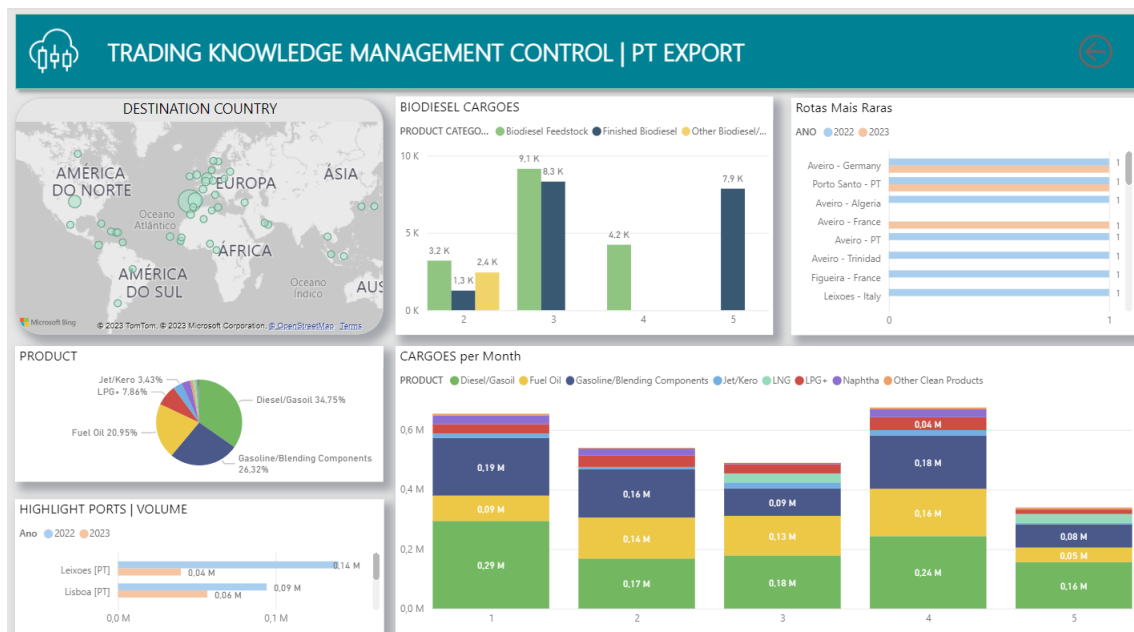 TRADING KNOWLEDGE MANAGEMENT CONTROL | PT EXPORT
DESTINATION COUNTRY
AMÉRICA
DO NORTE
EUROPA
ÁSIA
Oceano
Atlântico
ÁFRICA
AMÉRICA
DO SUL
Oceano
Índico
AUS
Microsoft Bing
© 2023 TomTom, © 2023 Microsoft Corporation, © OpenStreetMap Terms
BIODIESEL CARGOES
PRODUCT CATEGO... Biodiesel Feedstock Finished Biodiesel Other Biodiesel/...
10 K
9,1 K
8,3 K
7,9 K
5 K
4,2 K
3,2 K
2,4 K
1,3 K
0 K
2 3 4 5
Rotas Mais Raras
ANO 2022 2023
Aveiro - Germany 1
Porto Santo - PT 1
Aveiro - Algeria
Aveiro - France 1
Aveiro - PT 1
Aveiro - Trinidad 1
Figueira - France 1
Leixoes - Italy 1
0 1
PRODUCT
Jet/Kero 3,43%
LPG+ 7,86%
Diesel/Gasoil 34,75%
Fuel Oil 20,95%
Gasoline/Blending Components
26,32%
HIGHLIGHT PORTS | VOLUME
Ano 2022 2023
Leixoes [PT] 0,14 M
0,04 M
Lisboa [PT] 0,09 M
0,06 M
0,0 M 0,1 M
CARGOES per Month
PRODUCT Diesel/Gasoil Fuel Oil Gasoline/Blending Components Jet/Kero LNG LPG+ Naphtha Other Clean Products
0,6 M
0,4 M
0,2 M
0,0 M
0,19 M
0,09 M
0,29 M
0,16 M
0,14 M
0,17 M
0,09 M
0,13 M
0,18 M
0,04 M
0,18 M
0,16 M
0,24 M
0,08 M
0,05 M
0,16 M
1 2 3 4 5